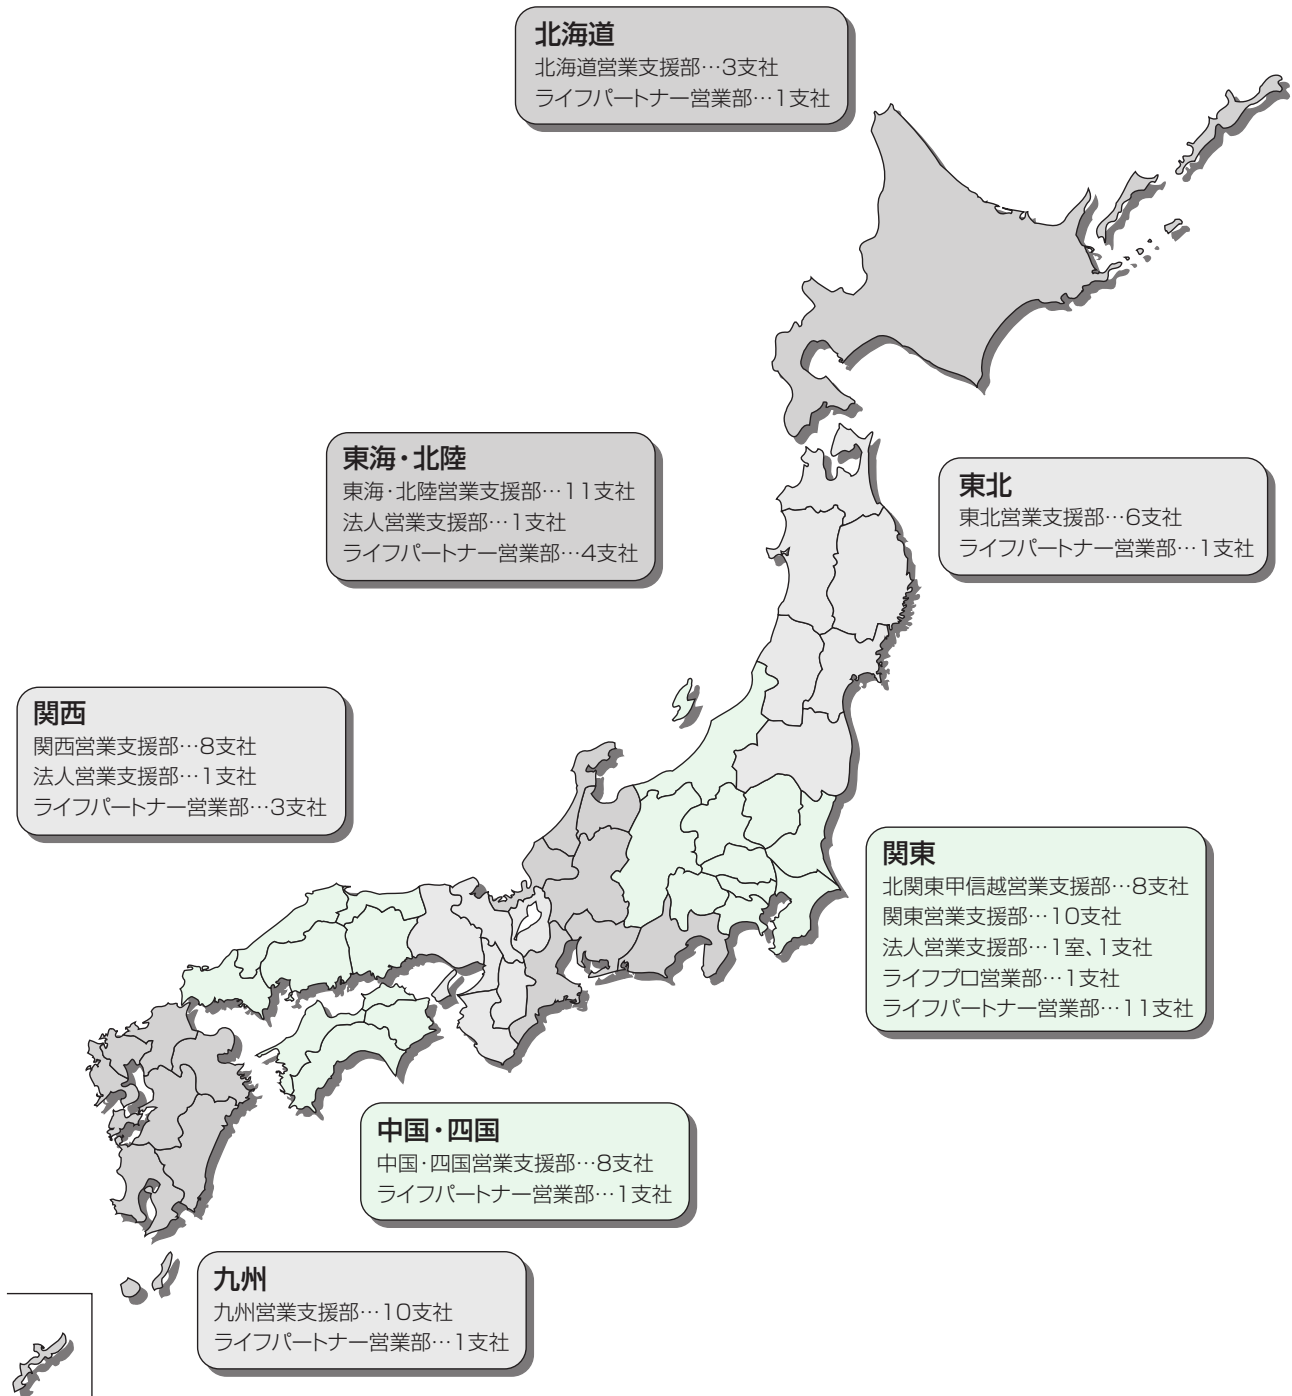 北海道
北海道営業支援部…3支社
ライフパートナー営業部…1支社
東海・北陸
東海・北陸営業支援部…11支社
法人営業支援部…1支社
ライフパートナー営業部…4支社
東北
東北営業支援部…6支社
ライフパートナー営業部…1支社
関西
関西営業支援部…8支社
法人営業支援部…1支社
ライフパートナー営業部…3支社
関東
北関東甲信越営業支援部…8支社
関東営業支援部…10支社
法人営業支援部…1室、1支社
ライフプロ営業部…1支社
ライフパートナー営業部…11支社
中国・四国
中国・四国営業支援部…8支社
ライフパートナー営業部…1支社
九州
九州営業支援部…10支社
ライフパートナー営業部…1支社